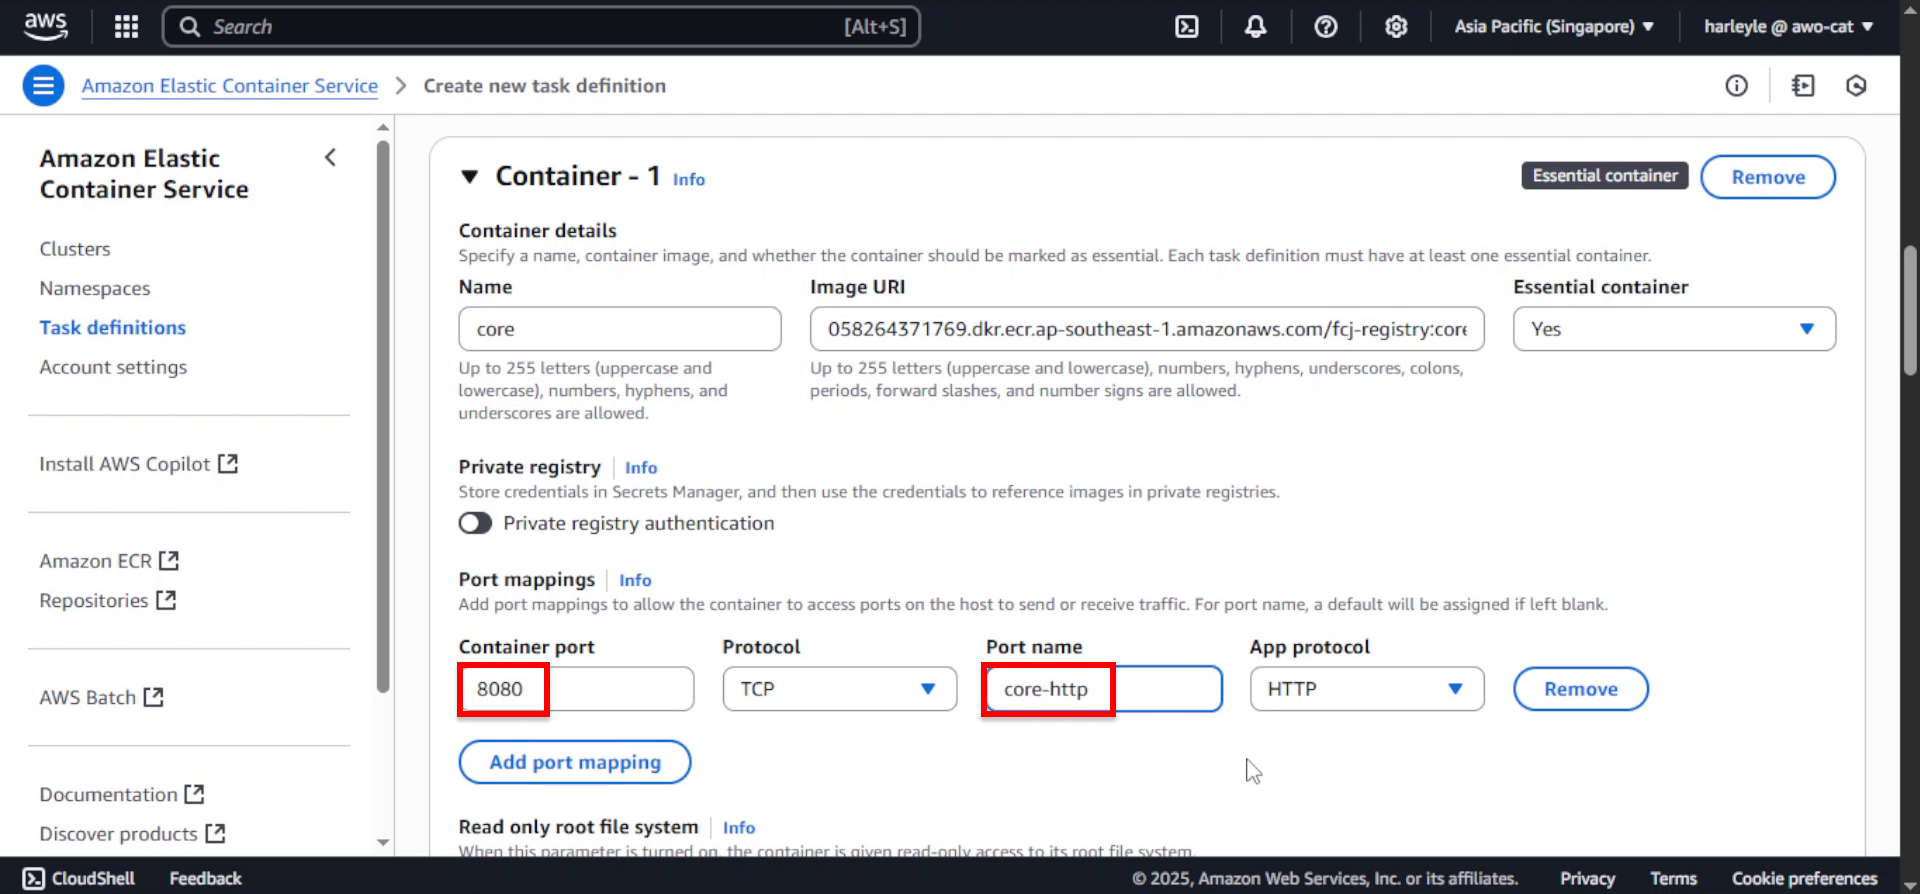 aws
Search
[Alt+S]
Asia Pacific (Singapore)
harleyle @ awo-cat
Amazon Elastic Container Service
Create new task definition
Amazon Elastic
Container Service
Clusters
Namespaces
Task definitions
Account settings
Install AWS Copilot
Amazon ECR
Repositories
AWS Batch
Documentation
Discover products
Container - 1 Info
Essential container
Remove
Container details
Specify a name, container image, and whether the container should be marked as essential. Each task definition must have at least one essential container.
Name
core
Up to 255 letters (uppercase and
lowercase), numbers, hyphens, and
underscores are allowed.
Image URI
058264371769.dkr.ecr.ap-southeast-1.amazonaws.com/fcj-registry:core
Up to 255 letters (uppercase and lowercase), numbers, hyphens, underscores, colons,
periods, forward slashes, and number signs are allowed.
Essential container
Yes
Private registry Info
Store credentials in Secrets Manager, and then use the credentials to reference images in private registries.
Private registry authentication
Port mappings Info
Add port mappings to allow the container to access ports on the host to send or receive traffic. For port name, a default will be assigned if left blank.
Container port
8080
Protocol
TCP
Port name
core-http
App protocol
HTTP
Remove
Add port mapping
Read only root file system Info
When this parameter is turned on, the container is given read-only access to its root file system.
CloudShell
Feedback
© 2025, Amazon Web Services, Inc. or its affiliates.
Privacy
Terms
Cookie preferences